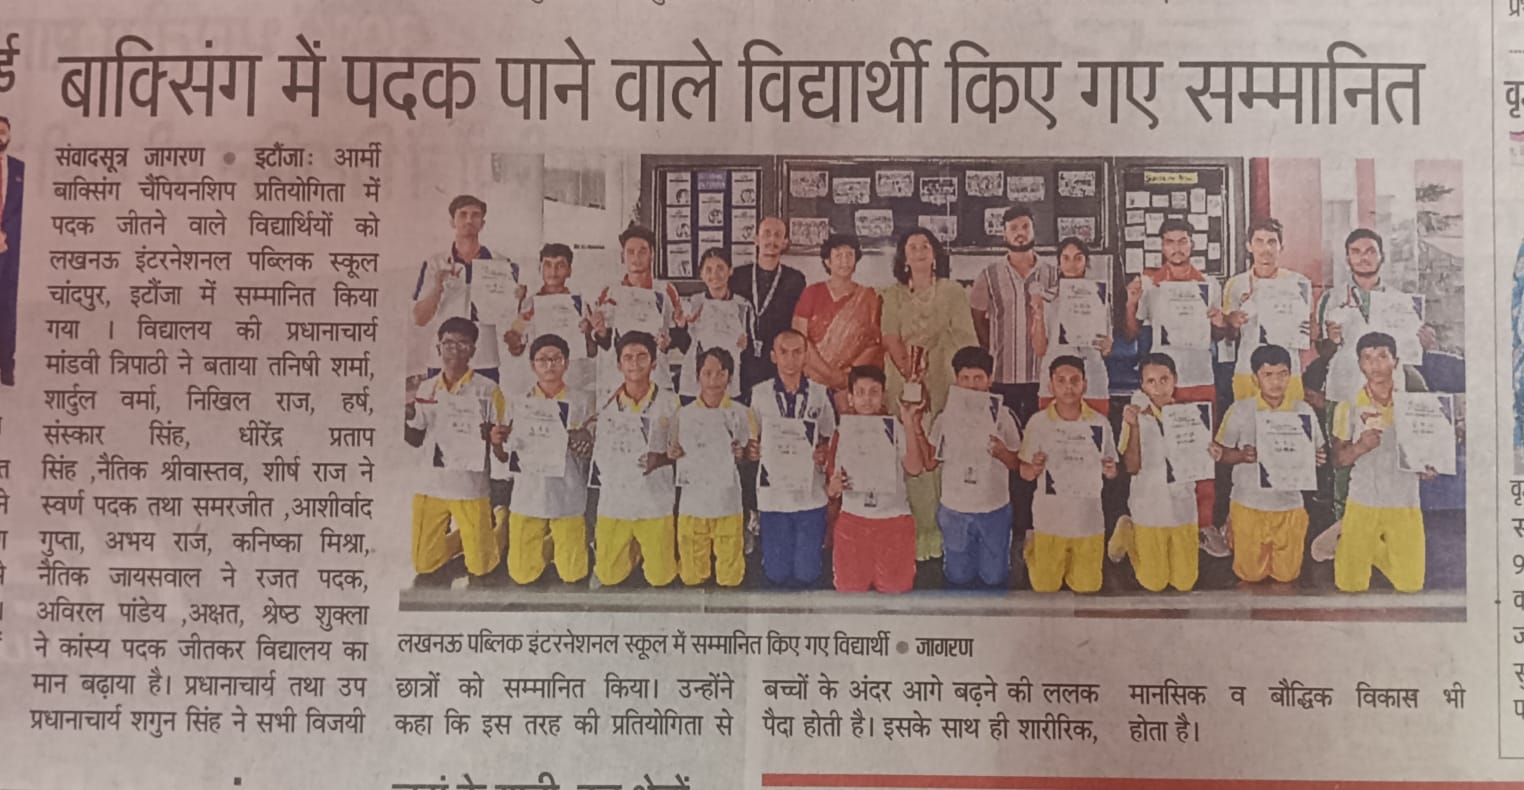 बाक्सिंग में पदक पाने वाले विद्यार्थी किए गए सम्मानित
संवादसूत्र जागरण ● इटौंजाः आर्मी
बाक्सिंग चैंपियनशिप प्रतियोगिता में
पदक जीतने वाले विद्यार्थियों को
लखनऊ इंटरनेशनल पब्लिक स्कूल
चांदपुर, इटौंजा में सम्मानित किया
गया । विद्यालय की प्रधानाचार्य
मांडवी त्रिपाठी ने बताया तनिषी शर्मा,
शार्दुल वर्मा, निखिल राज, हर्ष,
संस्कार सिंह, धीरेंद्र प्रताप
सिंह ,नैतिक श्रीवास्तव, शीर्ष राज ने
स्वर्ण पदक तथा समरजीत ,आशीर्वाद
गुप्ता, अभय राज, कनिष्का मिश्रा,
नैतिक जायसवाल ने रजत पदक,
अविरल पांडेय ,अक्षत, श्रेष्ठ शुक्ला
ने कांस्य पदक जीतकर विद्यालय का
मान बढ़ाया है। प्रधानाचार्य तथा उप
प्रधानाचार्य शगुन सिंह ने सभी विजयी
लखनऊ पब्लिक इंटरनेशनल स्कूल में सम्मानित किए गए विद्यार्थी ● जागरण
छात्रों को सम्मानित किया। उन्होंने
कहा कि इस तरह की प्रतियोगिता से
बच्चों के अंदर आगे बढ़ने की ललक
पैदा होती है। इसके साथ ही शारीरिक,
मानसिक व बौद्धिक विकास भी
होता है।